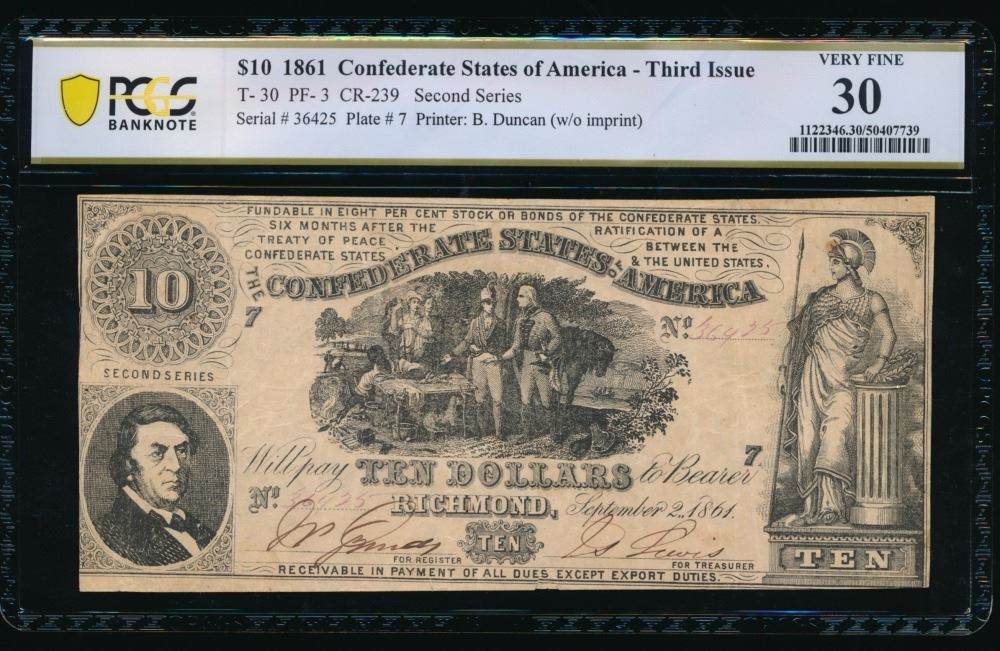 PCGS
BANKNOTE
$10 1861 Confederate States of America - Third Issue
T- 30 PF- 3 CR-239 Second Series
Serial # 36425 Plate # 7 Printer: B. Duncan (w/o imprint)
VERY FINE
30
1122346.30/50407739
FUNDABLE IN EIGHT PER CENT STOCK OR BONDS OF THE CONFEDERATE STATES.
SIX MONTHS AFTER THE RATIFICATION OF A
TREATY OF PEACE BETWEEN THE
CONFEDERATE STATES & THE UNITED STATES.
THE CONFEDERATE STATES OF AMERICA
10
7
Nº 36425
SECOND SERIES
Will pay TEN DOLLARS to Bearer
7
Nº 36425
RICHMOND, September 2, 1861.
TEN
FOR REGISTER
FOR TREASURER
TEN
RECEIVABLE IN PAYMENT OF ALL DUES EXCEPT EXPORT DUTIES.